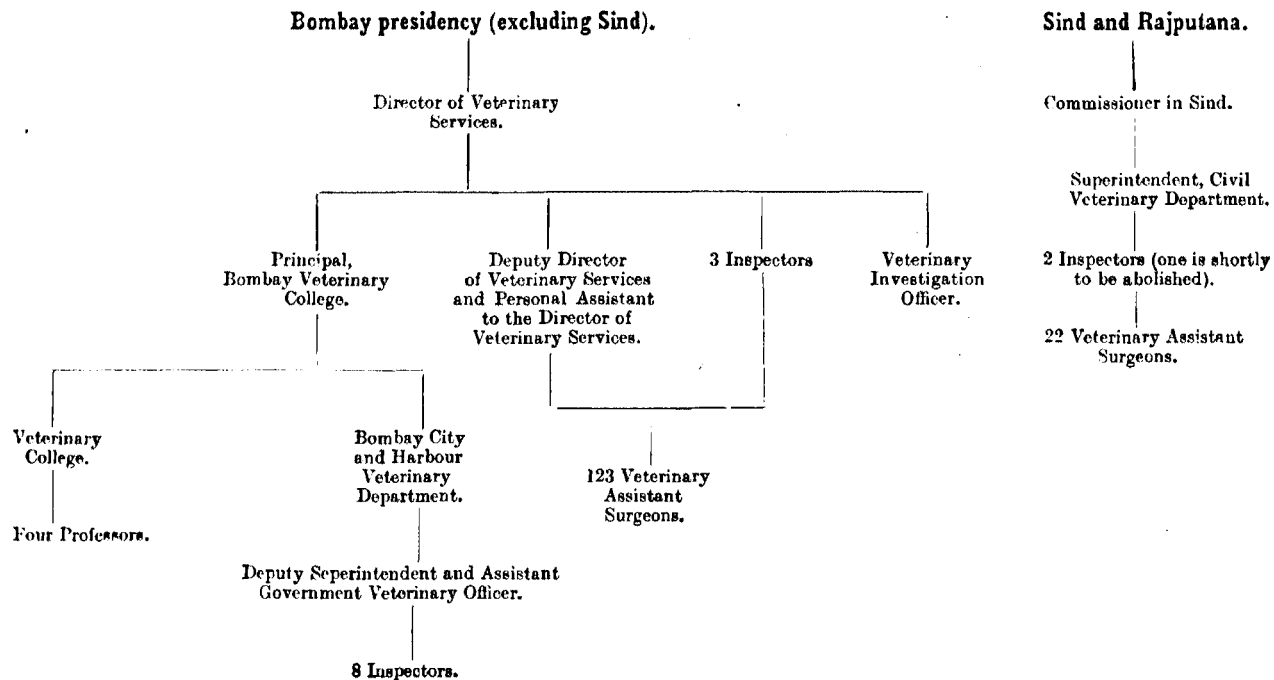 Bombay presidency (excluding Sind).
Director of Veterinary
Services.
Principal,
Bombay Veterinary
College.
Deputy Director
of Veterinary Services
and Personal Assistant
to the Director of
Veterinary Services.
3 Inspectors
Veterinary
Investigation
Officer.
Veterinary
College.
Four Professors.
Bombay City
and Harbour
Veterinary
Department.
Deputy Seperintendent and Assistant
Government Veterinary Officer.
8 Inspectors.
123 Veterinary
Assistant
Surgeons.
Sind and Rajputana.
Commissioner in Sind.
Superintendent, Civil
Veterinary Department.
2 Inspectors (one is shortly
to be abolished).
22 Veterinary Assistant
Surgeons.